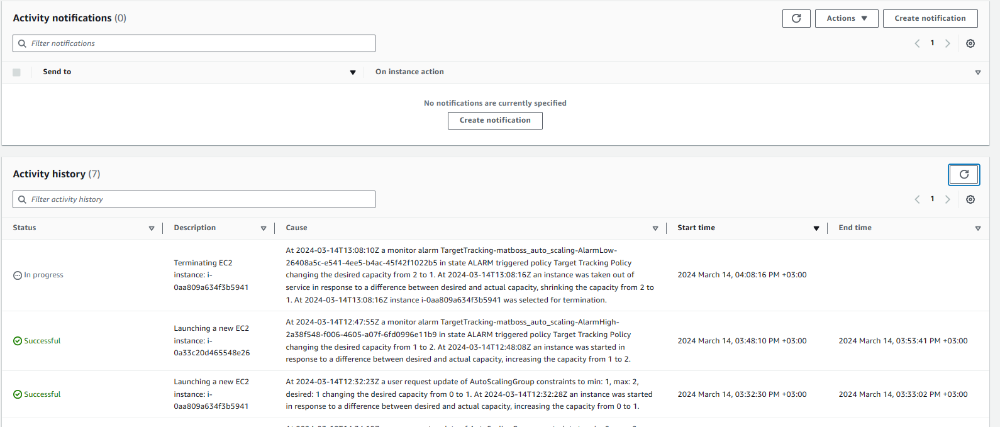 Activity notifications (0)
Actions
Create notification
Filter notifications
1
Send to
On instance action
No notifications are currently specified
Create notification
Activity history (7)
Filter activity history
1
Status
Description
Cause
Start time
End time
In progress
Terminating EC2
instance: i-
0aa809a634f3b5941
At 2024-03-14T13:08:10Z a monitor alarm TargetTracking-matboss_auto_scaling-AlarmLow-
26408a5c-e541-4ee5-b4ac-45f42f1022b5 in state ALARM triggered policy Target Tracking Policy
changing the desired capacity from 2 to 1. At 2024-03-14T13:08:16Z an instance was taken out of
service in response to a difference between desired and actual capacity, shrinking the capacity from 2 to
1. At 2024-03-14T13:08:16Z instance i-0aa809a634f3b5941 was selected for termination.
2024 March 14, 04:08:16 PM +03:00
Successful
Launching a new EC2
instance: i-
0a33c20d465548e26
At 2024-03-14T12:47:55Z a monitor alarm TargetTracking-matboss_auto_scaling-AlarmHigh-
2a38f548-f006-4605-a07f-6fd0996e11b9 in state ALARM triggered policy Target Tracking Policy
changing the desired capacity from 1 to 2. At 2024-03-14T12:48:08Z an instance was started in
response to a difference between desired and actual capacity, increasing the capacity from 1 to 2.
2024 March 14, 03:48:10 PM +03:00
2024 March 14, 03:53:41 PM +03:00
Successful
Launching a new EC2
instance: i-
0aa809a634f3b5941
At 2024-03-14T12:32:23Z a user request update of AutoScalingGroup constraints to min: 1, max: 2,
desired: 1 changing the desired capacity from 0 to 1. At 2024-03-14T12:32:28Z an instance was started
in response to a difference between desired and actual capacity, increasing the capacity from 0 to 1.
2024 March 14, 03:32:30 PM +03:00
2024 March 14, 03:33:02 PM +03:00